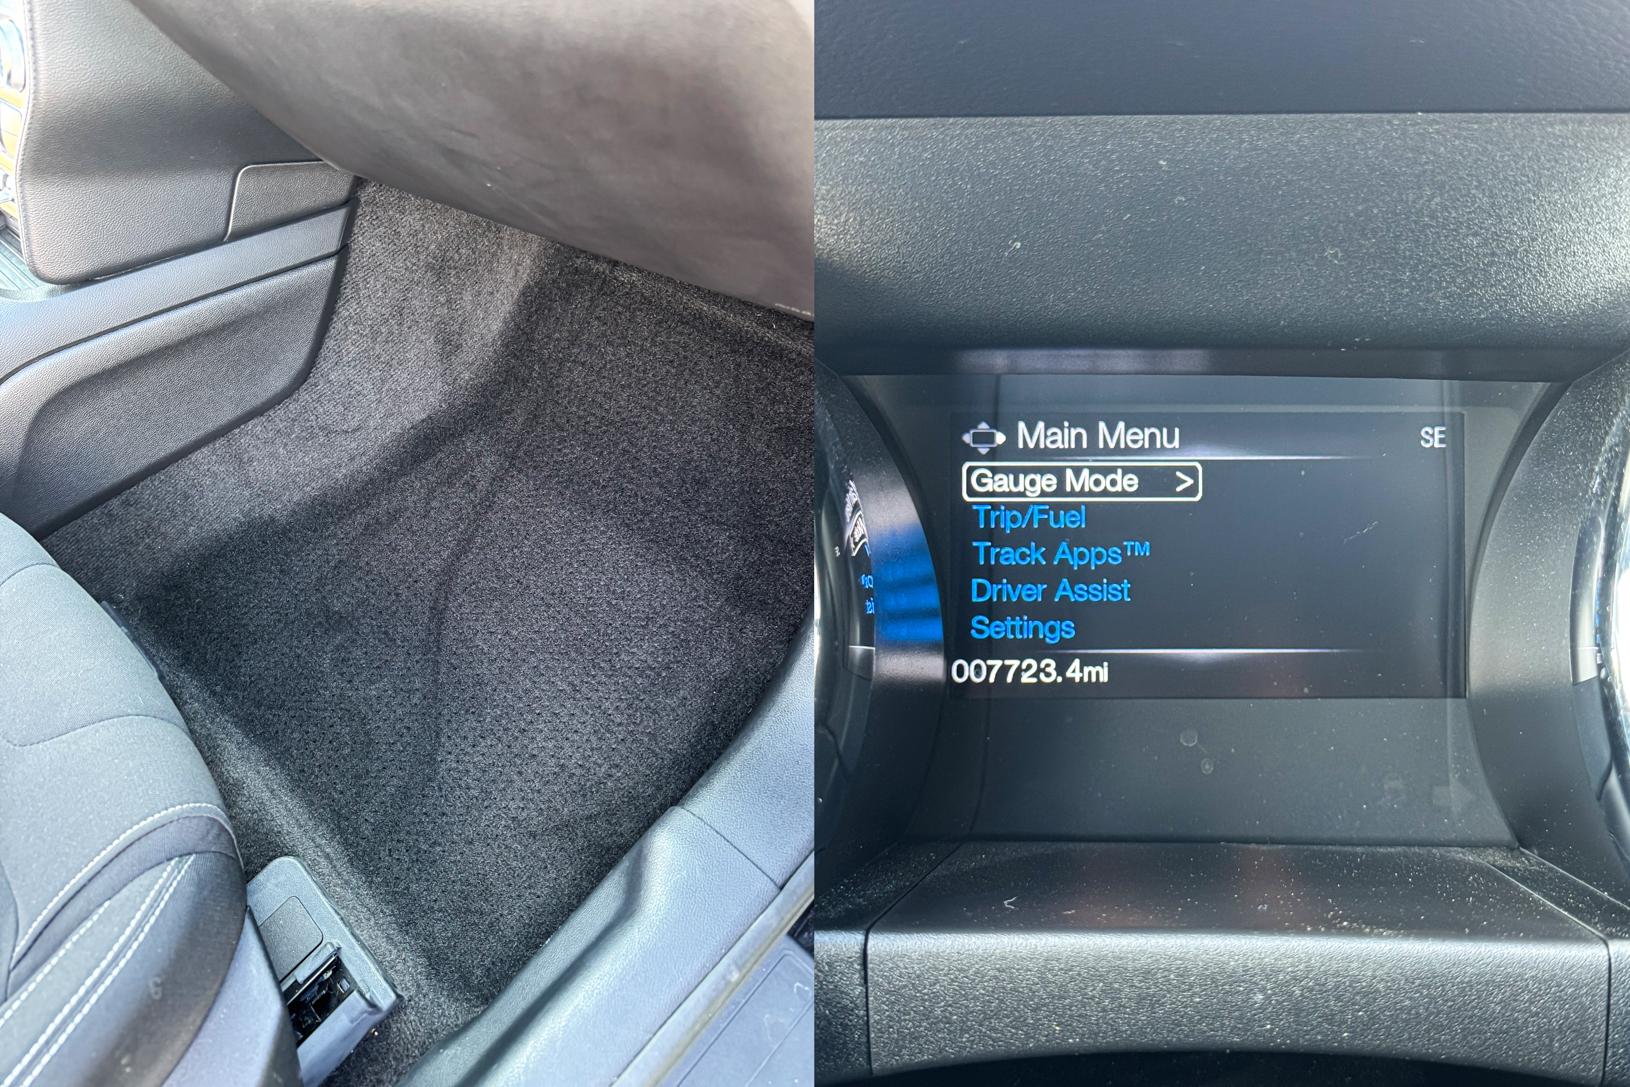 Main Menu SE
Gauge Mode >
Trip/Fuel
Track Apps™
Driver Assist
Settings
007723.4mi